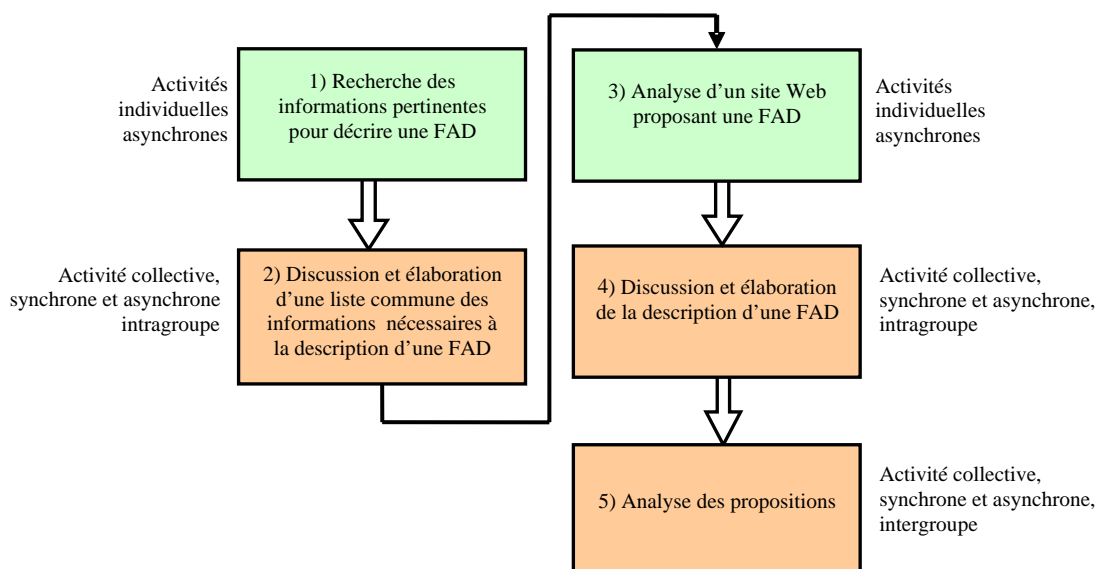 Activités
individuelles
asynchrones
1) Recherche des
informations pertinentes
pour décrire une FAD
Activité collective,
synchrone et asynchrone
intragroupe
2) Discussion et élaboration
d’une liste commune des
informations nécessaires à
la description d’une FAD
3) Analyse d’un site Web
proposant une FAD
Activités
individuelles
asynchrones
4) Discussion et élaboration
de la description d’une FAD
Activité collective,
synchrone et asynchrone,
intragroupe
5) Analyse des propositions
Activité collective,
synchrone et asynchrone,
intergroupe